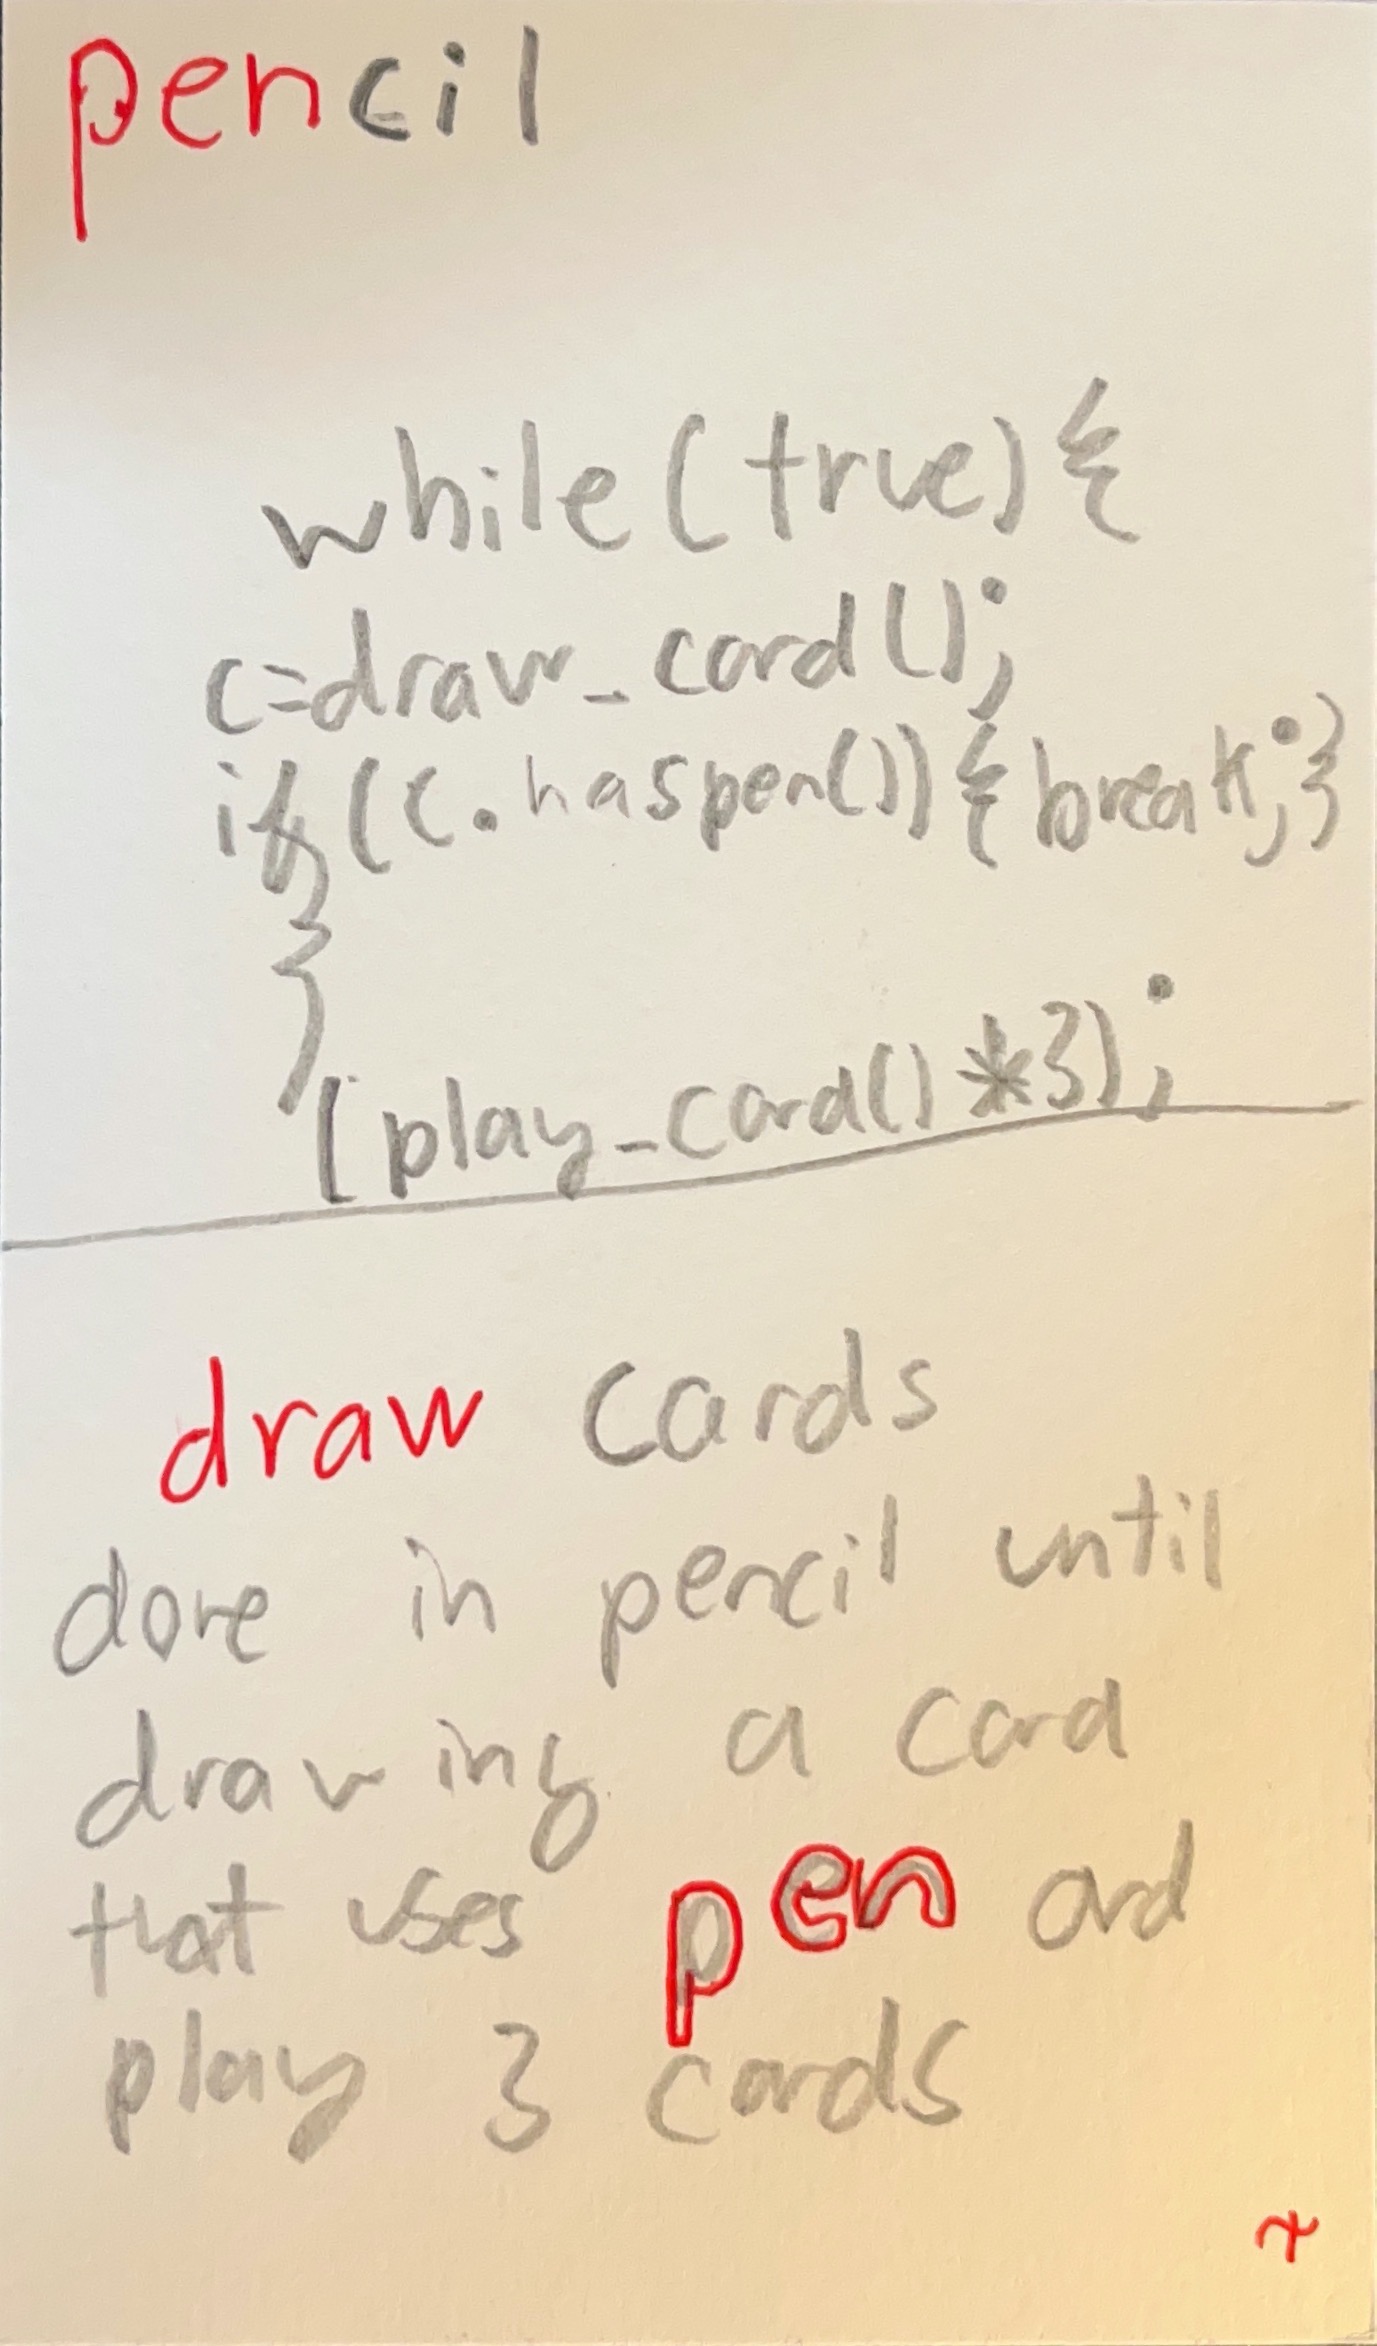 pencil
while(true){
c=draw_card();
if(c.haspen()){break;}
}
(play_card()*3);
draw cards
done in pencil until
drawing a card
that uses pen and
play 3 cards